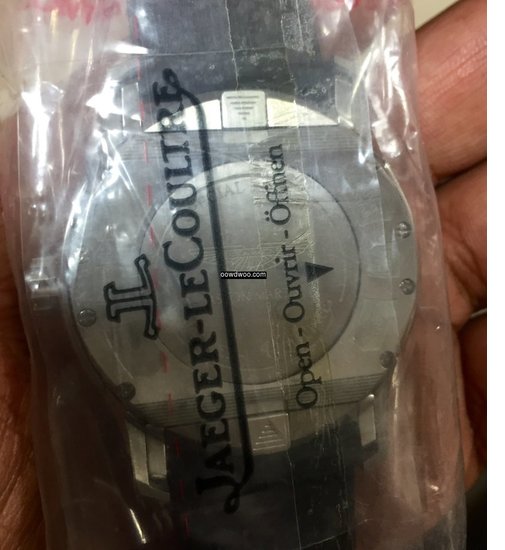 JL
JAEGER-LECOULTRE
Open - Ouvrir - Öffnen
oowdwoo.com